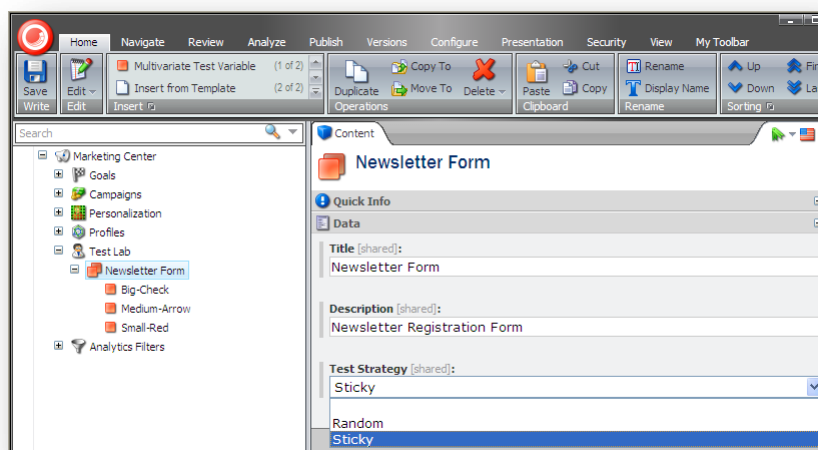 Home Navigate Review Analyze Publish Versions Configure Presentation Security View My Toolbar
Multivariate Test Variable (1 of 2) Copy To Cut Rename Up
Save Edit Insert from Template (2 of 2) Duplicate Move To Delete Paste Copy Display Name Down
Write Edit Insert Operations Clipboard Rename Sorting
Search
Content
Marketing Center
Newsletter Form
Goals
Campaigns
Quick Info
Personalization
Data
Profiles
Test Lab
Title [shared]:
Newsletter Form
Newsletter Form
Big-Check
Medium-Arrow
Description [shared]:
Small-Red
Newsletter Registration Form
Analytics Filters
Test Strategy [shared]:
Sticky
Random
Sticky